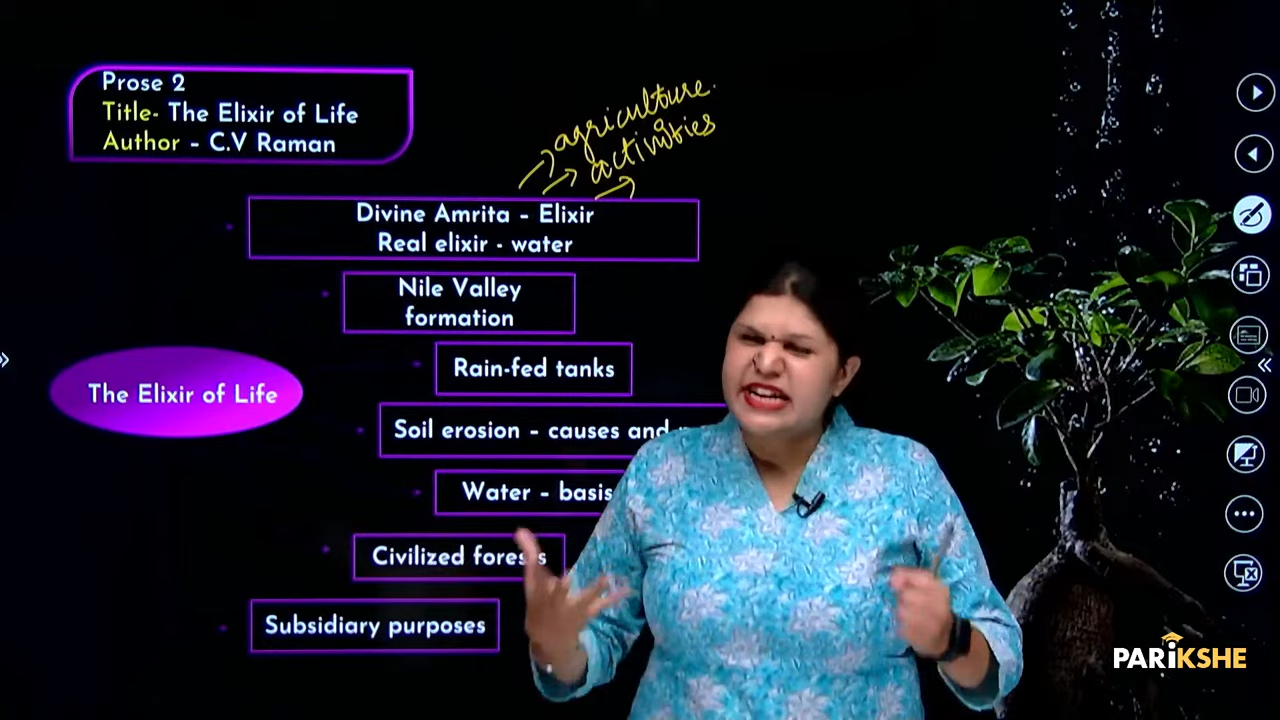 Prose 2
Title- The Elixir of Life
Author - C.V Raman
agriculture.
activities
Divine Amrita - Elixir
Real elixir - water
Nile Valley
formation
Rain-fed tanks
The Elixir of Life
Soil erosion - causes and
Water - basis
Civilized forests
Subsidiary purposes
PARIKSHE